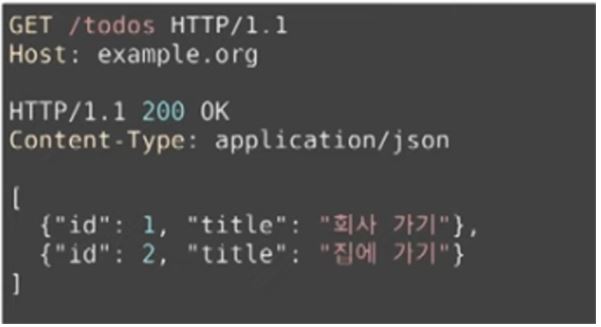 GET /todos HTTP/1.1
Host: example.org
HTTP/1.1 200 OK
Content-Type: application/json
[
{"id": 1, "title": "회사 가기"},
{"id": 2, "title": "집에 가기"}
]